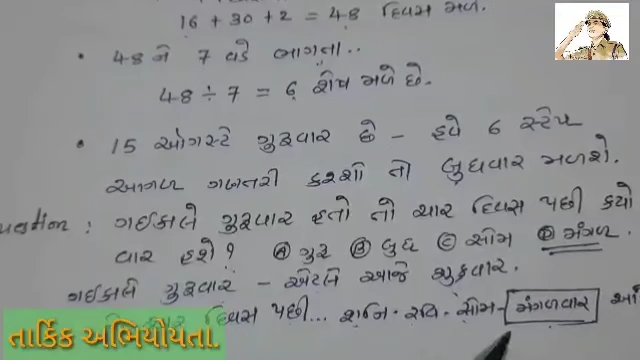 16 + 30 + 2 = 48 દિવસ મળે.
• 48 ને 7 વડે ભાગતા..
48 ÷ 7 = 6 શેષ મળે છે.
• 15 ઓગસ્ટે ગુરૂવાર છે - હવે 6 સ્ટેપ
આગળ ગણતરી કરશો તો બુધવાર મળશે.
uestion : ગઈકાલે ગુરૂવાર હતો તો ચાર દિવસ પછી કયો
વાર હશે? Ⓐ ગુરૂ Ⓑ બુધ Ⓒ સોમ Ⓓ મંગળ.
ગઈકાલે ગુરૂવાર - એટલે આજે શુક્રવાર.
દિવસ પછી... શનિ - રવિ - સોમ - મંગળવાર
તાર્કિક અભિયોગ્યતા.